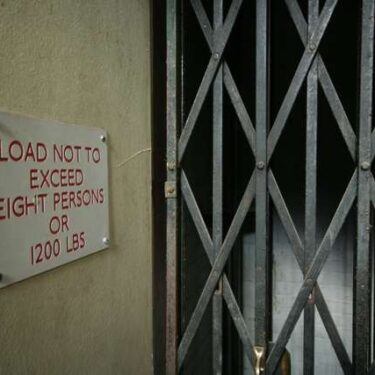 LOAD NOT TO
EXCEED
EIGHT PERSONS
OR
1200 LBS